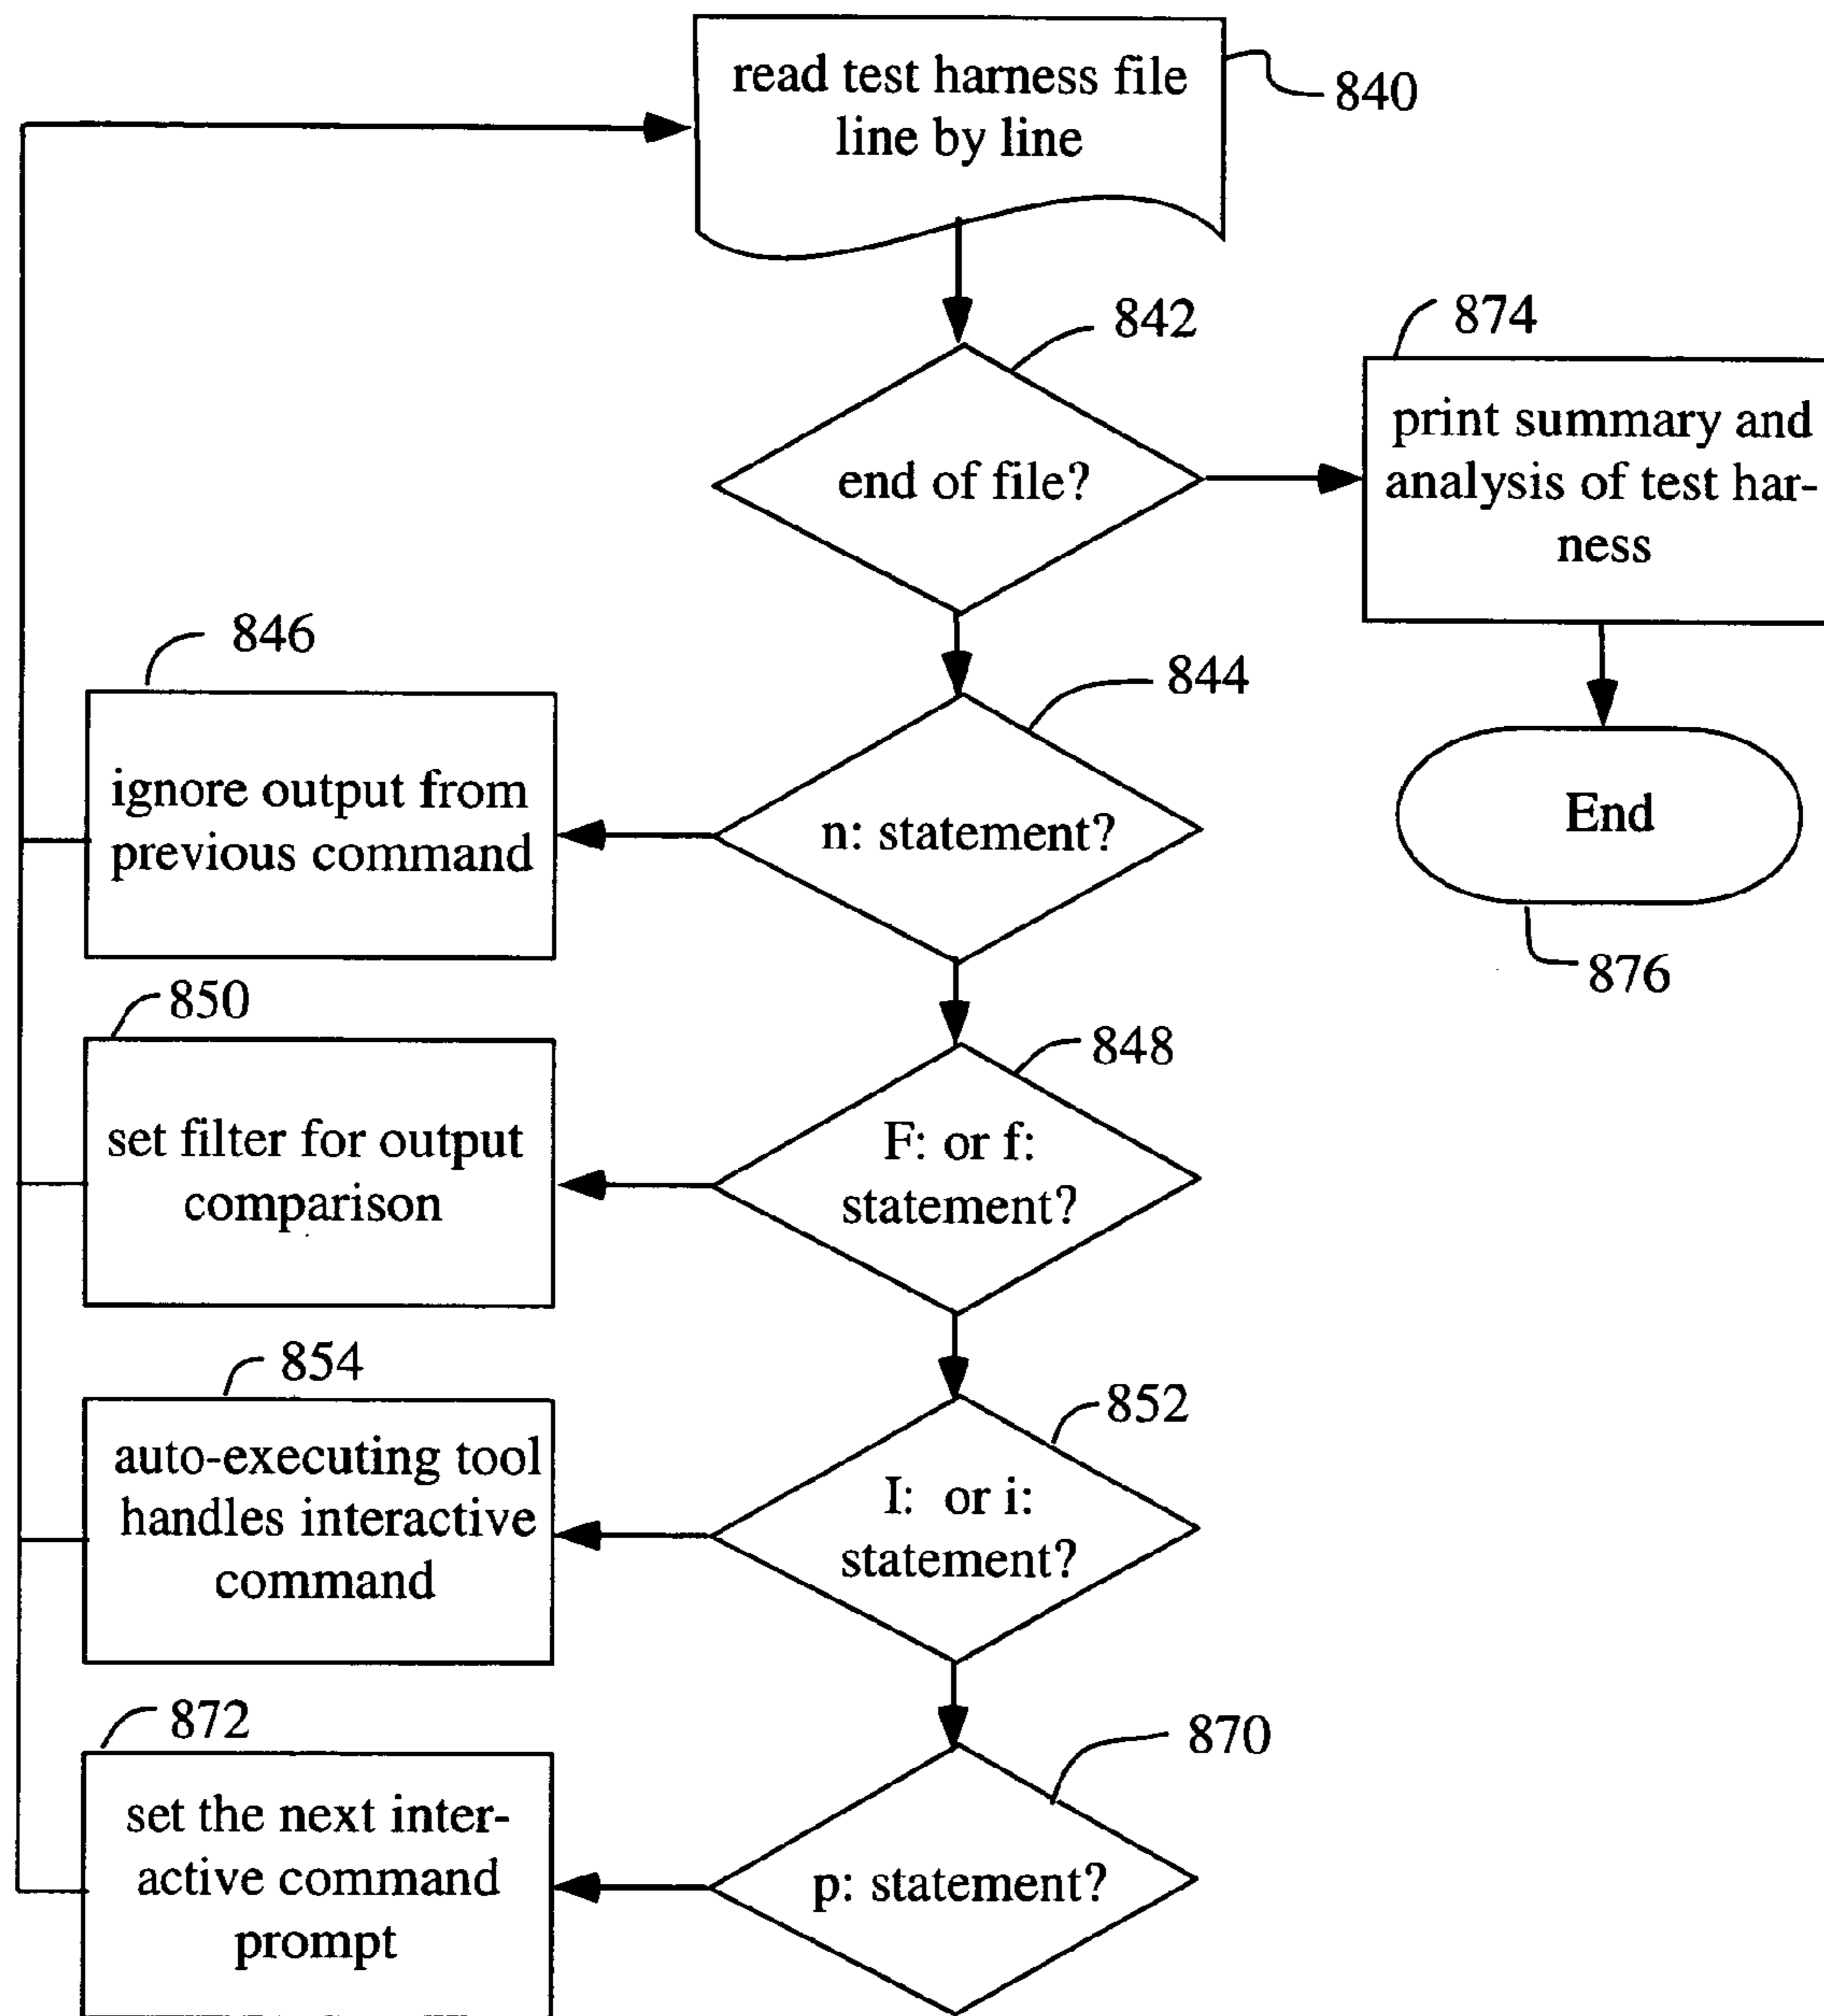 read test harness file
line by line
840
842
874
end of file?
print summary and
analysis of test har-
ness
846
844
ignore output from
previous command
n: statement?
End
876
850
848
set filter for output
comparison
F: or f:
statement?
854
852
auto-executing tool
handles interactive
command
I: or i:
statement?
872
870
set the next inter-
active command
prompt
p: statement?